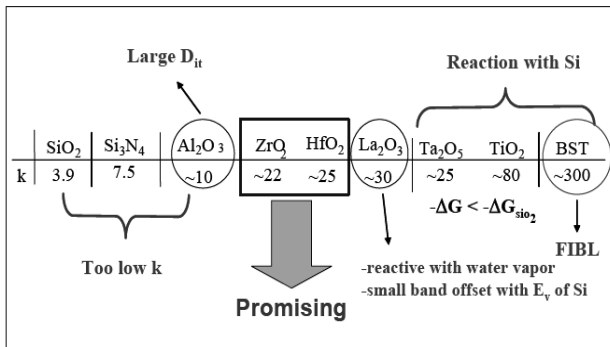 Large D_it
Reaction with Si
SiO₂ Si₃N₄ Al₂O₃ ZrO₂ HfO₂ La₂O₃ Ta₂O₅ TiO₂ BST
k 3.9 7.5 ~10 ~22 ~25 ~30 ~25 ~80 ~300
-ΔG < -ΔG_sio₂
Too low k
FIBL
-reactive with water vapor
-small band offset with E_v of Si
Promising